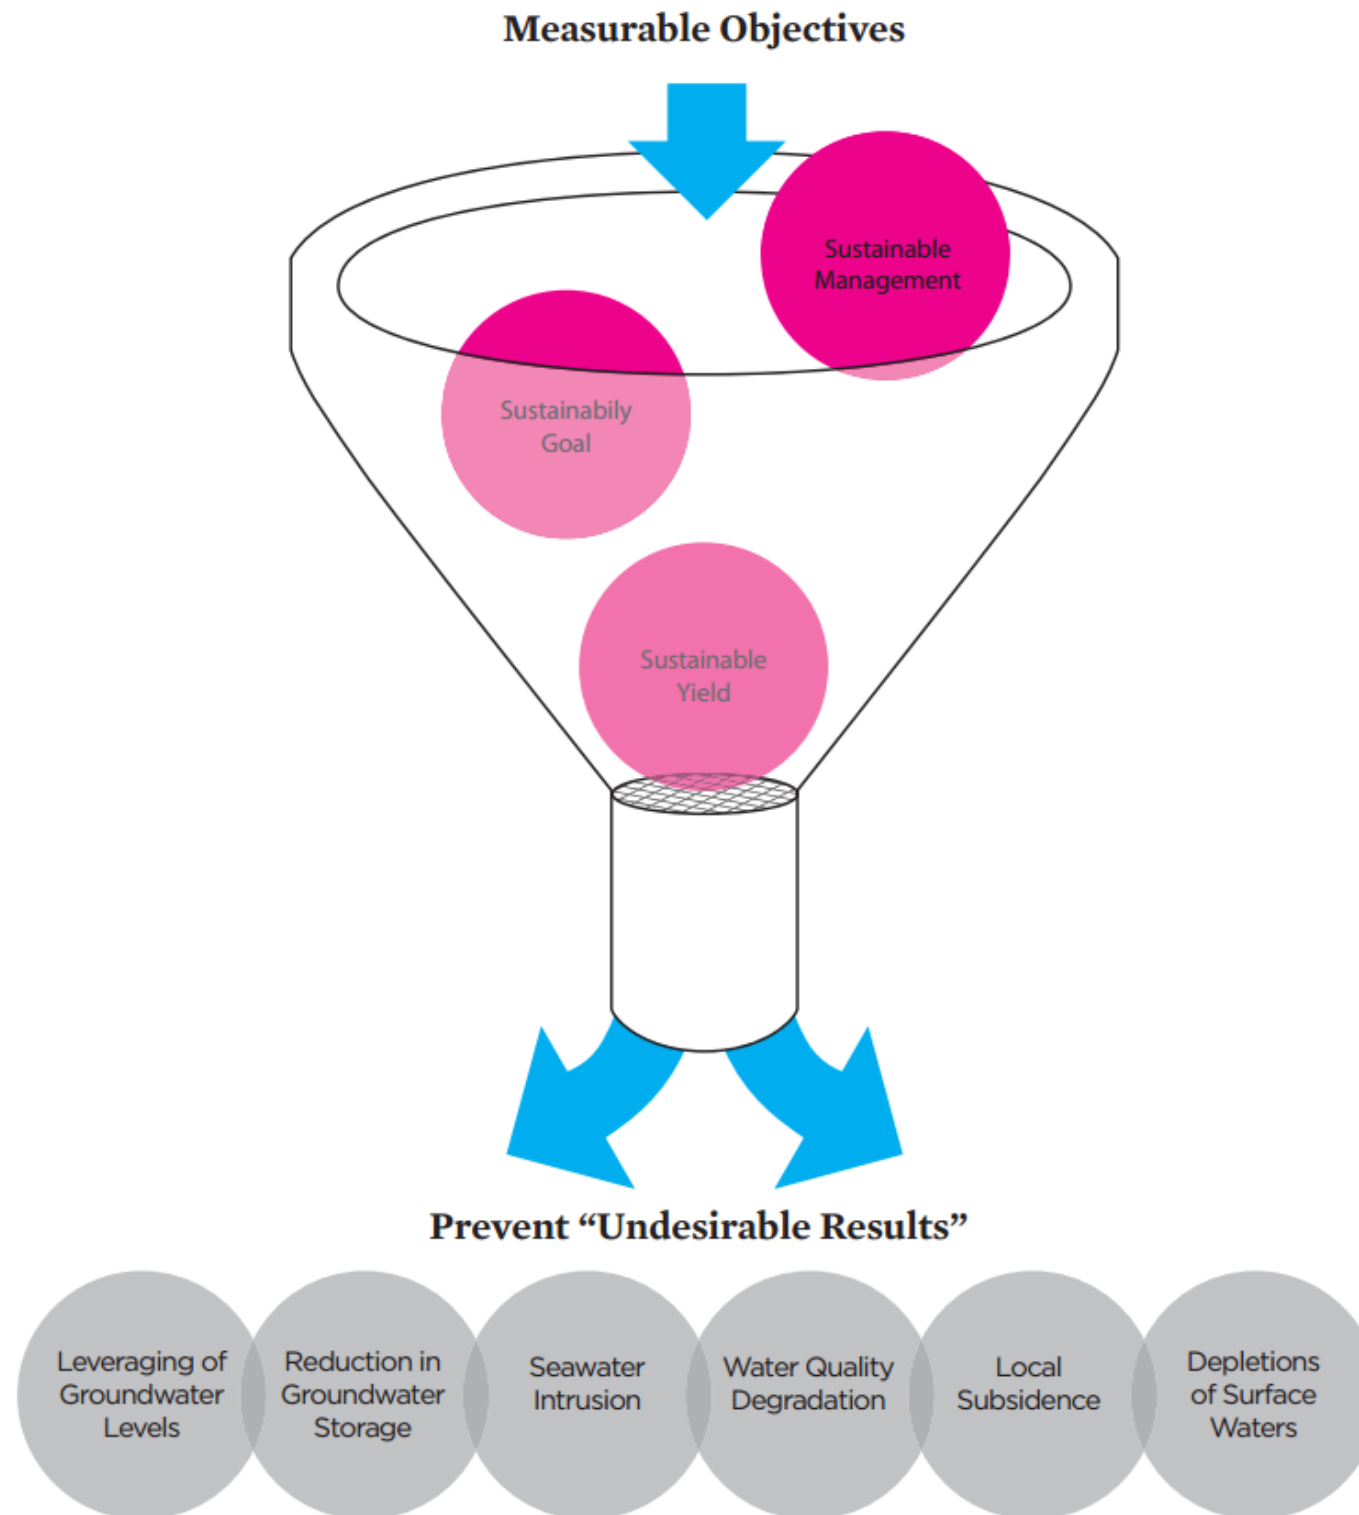 Measurable Objectives
Sustainable
Management
Sustainabily
Goal
Sustainable
Yield
Prevent “Undesirable Results”
Leveraging of
Groundwater
Levels
Reduction in
Groundwater
Storage
Seawater
Intrusion
Water Quality
Degradation
Local
Subsidence
Depletions
of Surface
Waters